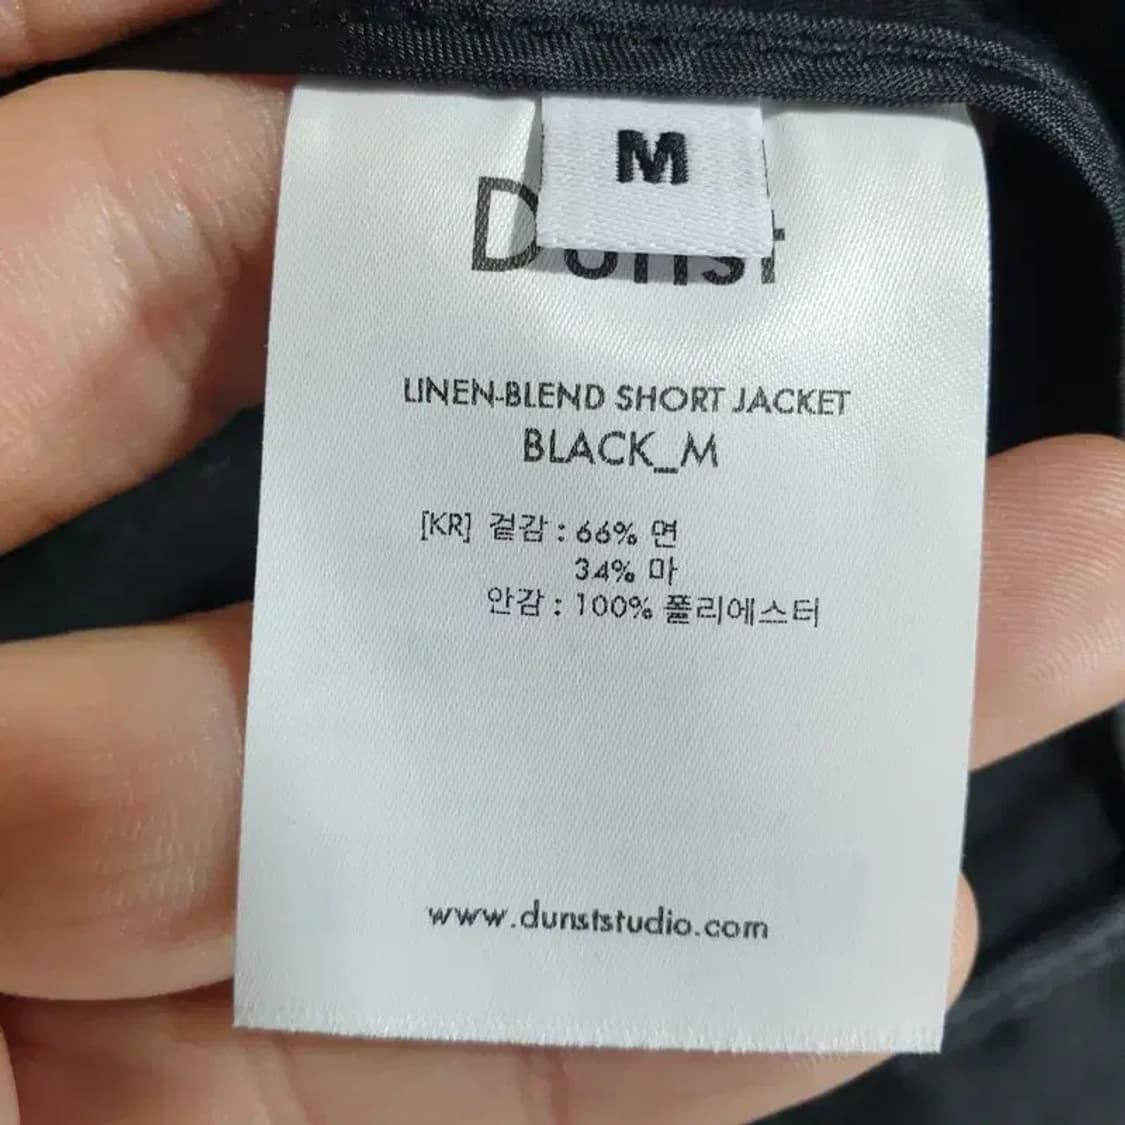 M
Dunst
LINEN-BLEND SHORT JACKET
BLACK_M
[KR] 겉감 : 66% 면
34% 마
안감 : 100% 폴리에스터
www.dunststudio.com